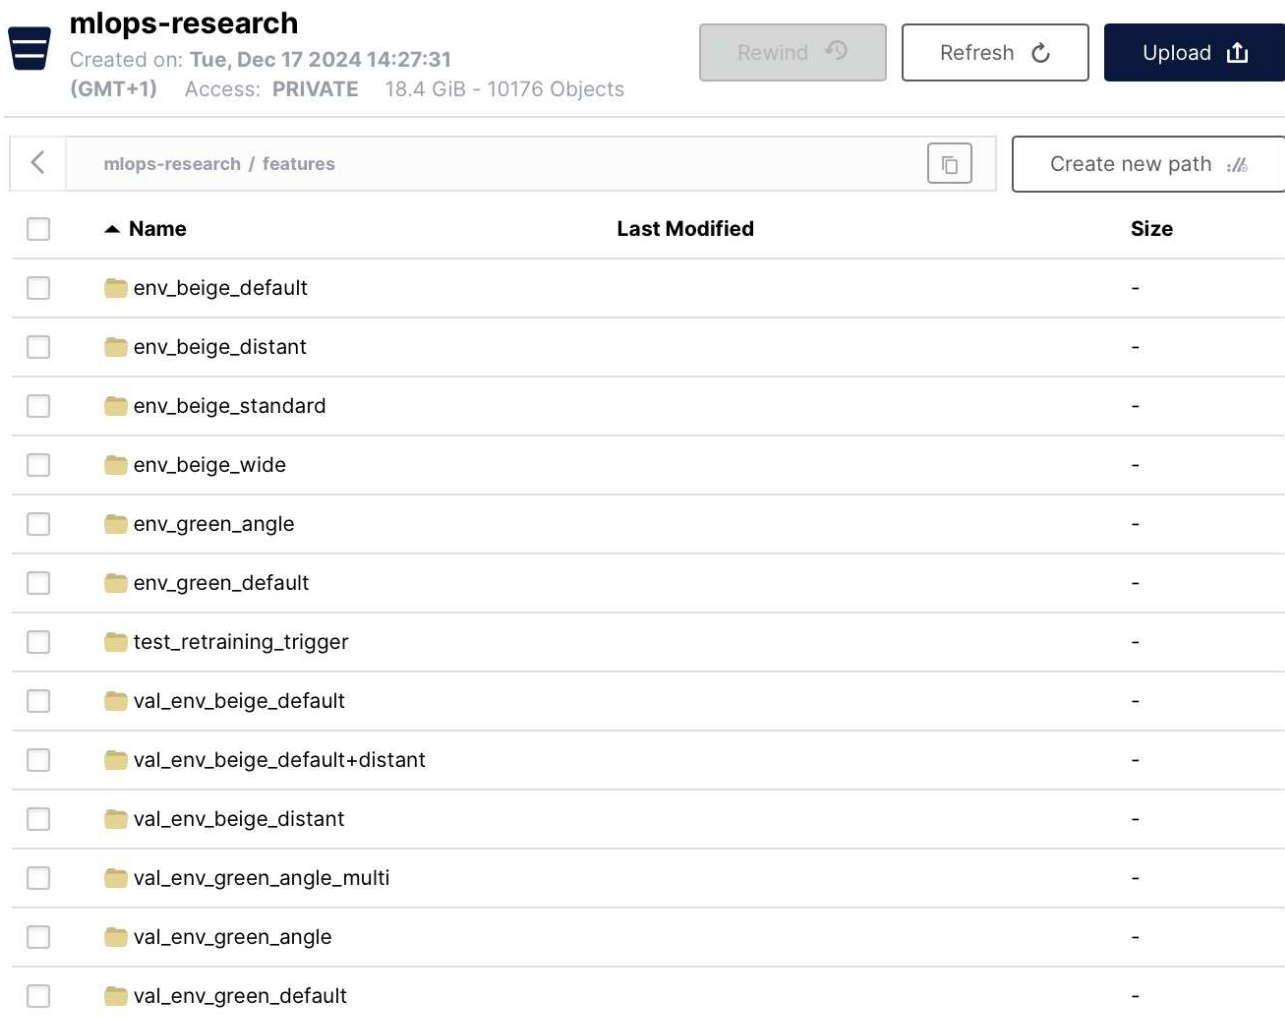 mlops-research
Created on: Tue, Dec 17 2024 14:27:31
(GMT+1) Access: PRIVATE 18.4 GiB - 10176 Objects
Rewind
Refresh
Upload
mlops-research / features
Create new path
Name Last Modified Size
env_beige_default -
env_beige_distant -
env_beige_standard -
env_beige_wide -
env_green_angle -
env_green_default -
test_retraining_trigger -
val_env_beige_default -
val_env_beige_default+distant -
val_env_beige_distant -
val_env_green_angle_multi -
val_env_green_angle -
val_env_green_default -